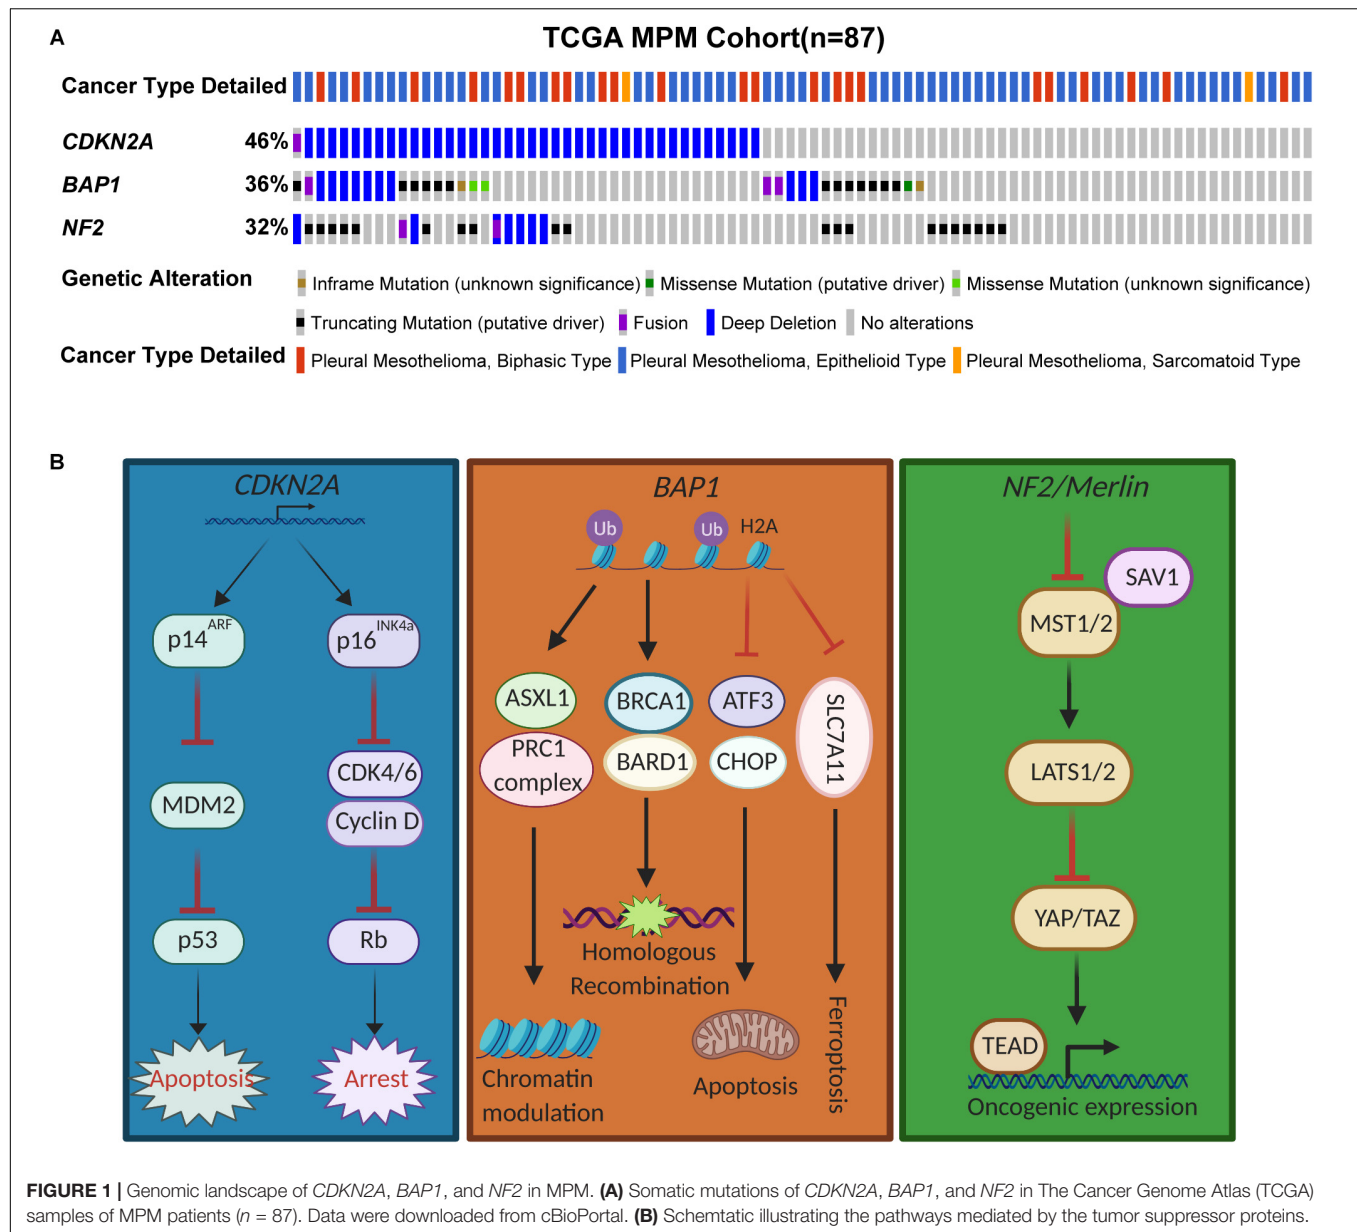 A
TCGA MPM Cohort(n=87)
Cancer Type Detailed
CDKN2A 46%
BAP1 36%
NF2 32%
Genetic Alteration
Inframe Mutation (unknown significance) Missense Mutation (putative driver) Missense Mutation (unknown significance)
Truncating Mutation (putative driver) Fusion Deep Deletion No alterations
Cancer Type Detailed
Pleural Mesothelioma, Biphasic Type Pleural Mesothelioma, Epithelioid Type Pleural Mesothelioma, Sarcomatoid Type
B
CDKN2A
p14ARF
p16INK4a
MDM2
CDK4/6
Cyclin D
p53
Rb
Apoptosis
Arrest
BAP1
Ub
Ub
H2A
ASXL1
PRC1
complex
BRCA1
BARD1
ATF3
CHOP
SLC7A11
Homologous
Recombination
Chromatin
modulation
Apoptosis
Ferroptosis
NF2/Merlin
SAV1
MST1/2
LATS1/2
YAP/TAZ
TEAD
Oncogenic expression
FIGURE 1 | Genomic landscape of CDKN2A, BAP1, and NF2 in MPM. (A) Somatic mutations of CDKN2A, BAP1, and NF2 in The Cancer Genome Atlas (TCGA)
samples of MPM patients (n = 87). Data were downloaded from cBioPortal. (B) Schemtatic illustrating the pathways mediated by the tumor suppressor proteins.